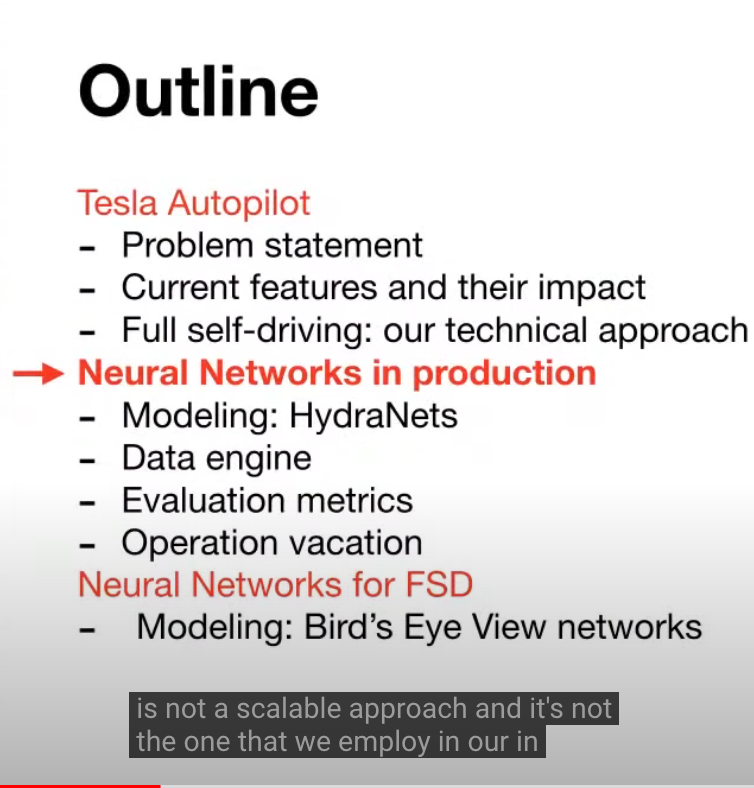 Outline
Tesla Autopilot
- Problem statement
- Current features and their impact
- Full self-driving: our technical approach
Neural Networks in production
- Modeling: HydraNets
- Data engine
- Evaluation metrics
- Operation vacation
Neural Networks for FSD
- Modeling: Bird’s Eye View networks
is not a scalable approach and it's not
the one that we employ in our in